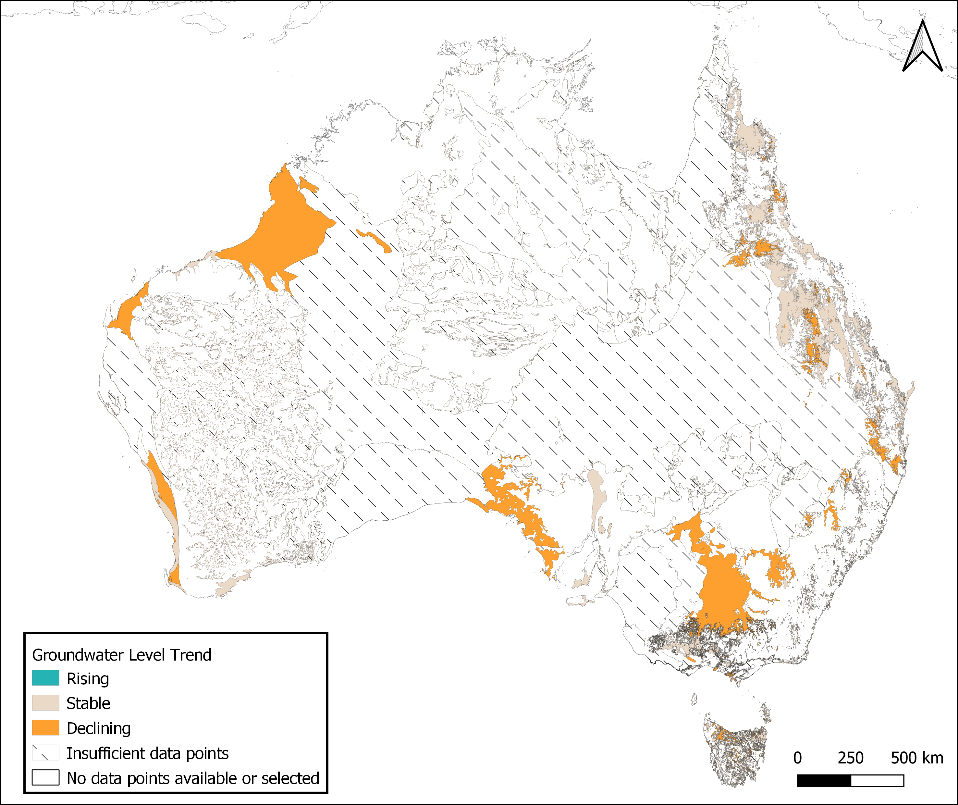 Groundwater Level Trend
Rising
Stable
Declining
Insufficient data points
No data points available or selected
0 250 500 km